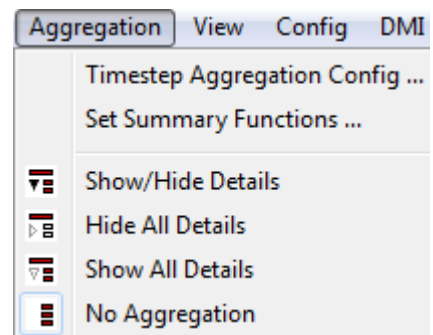 Aggregation View Config DMI
Timestep Aggregation Config ...
Set Summary Functions ...
Show/Hide Details
Hide All Details
Show All Details
No Aggregation